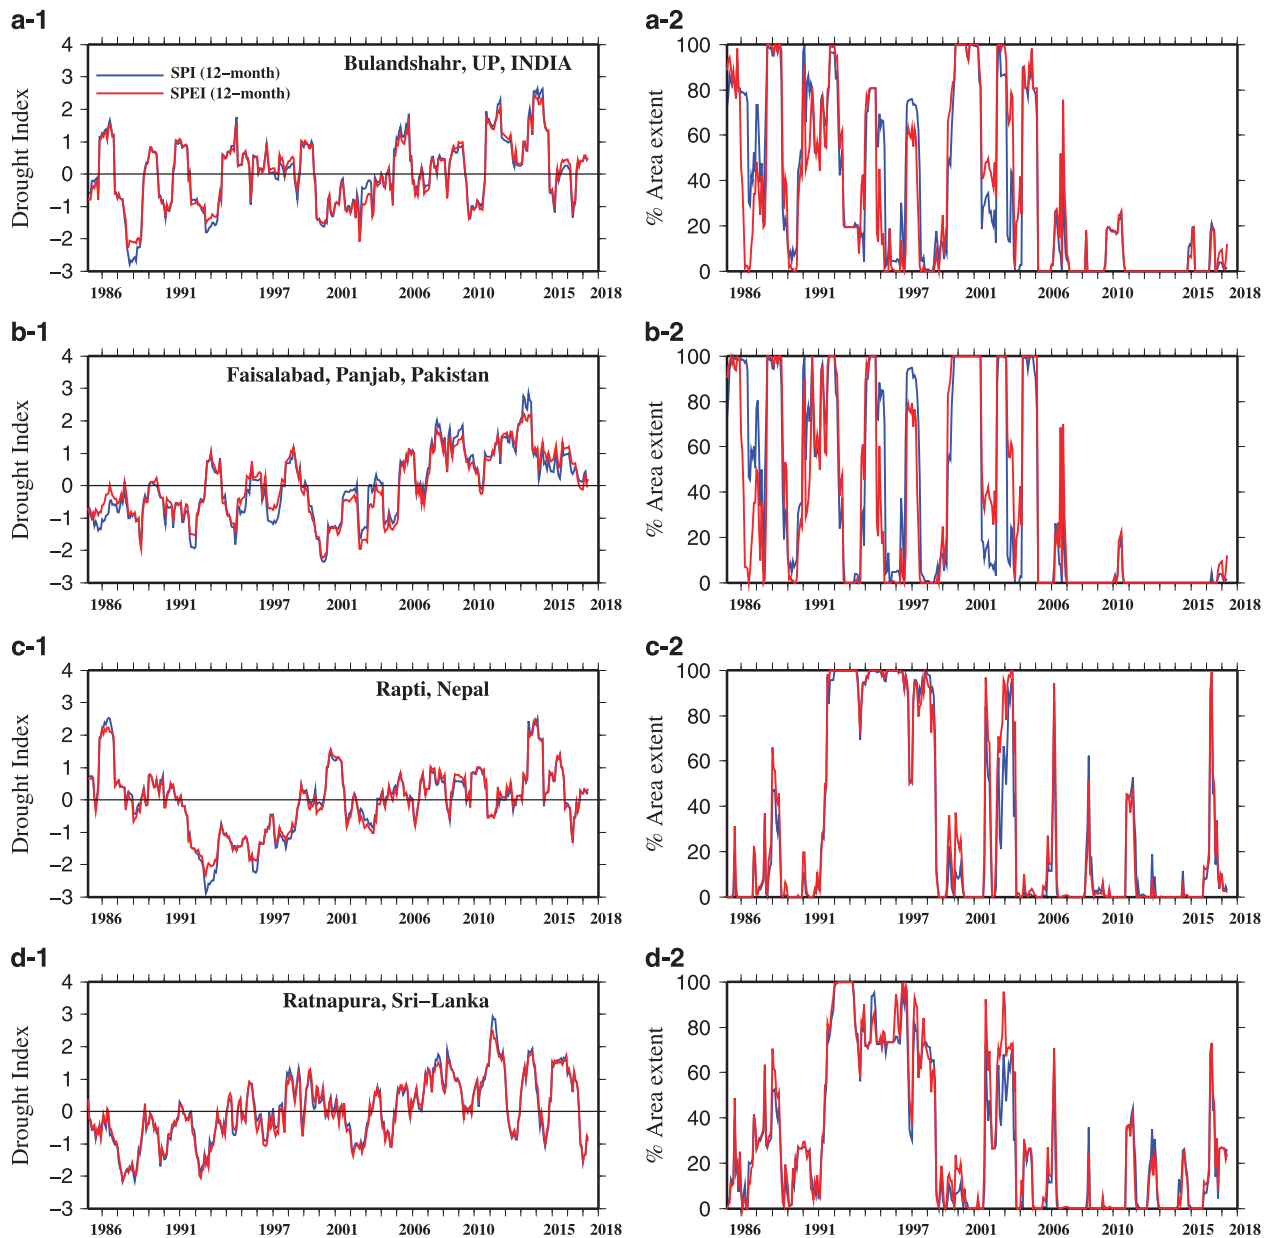 a-1
a-2
4
3
2
1
0
−1
−2
−3
Drought Index
SPI (12−month)
SPEI (12−month)
Bulandshahr, UP, INDIA
1986 1991 1997 2001 2006 2010 2015 2018
100
80
60
40
20
0
% Area extent
1986 1991 1997 2001 2006 2010 2015 2018
b-1
b-2
4
3
2
1
0
−1
−2
−3
Drought Index
Faisalabad, Panjab, Pakistan
1986 1991 1997 2001 2006 2010 2015 2018
100
80
60
40
20
0
% Area extent
1986 1991 1997 2001 2006 2010 2015 2018
c-1
c-2
4
3
2
1
0
−1
−2
−3
Drought Index
Rapti, Nepal
1986 1991 1997 2001 2006 2010 2015 2018
100
80
60
40
20
0
% Area extent
1986 1991 1997 2001 2006 2010 2015 2018
d-1
d-2
4
3
2
1
0
−1
−2
−3
Drought Index
Ratnapura, Sri−Lanka
1986 1991 1997 2001 2006 2010 2015 2018
100
80
60
40
20
0
% Area extent
1986 1991 1997 2001 2006 2010 2015 2018